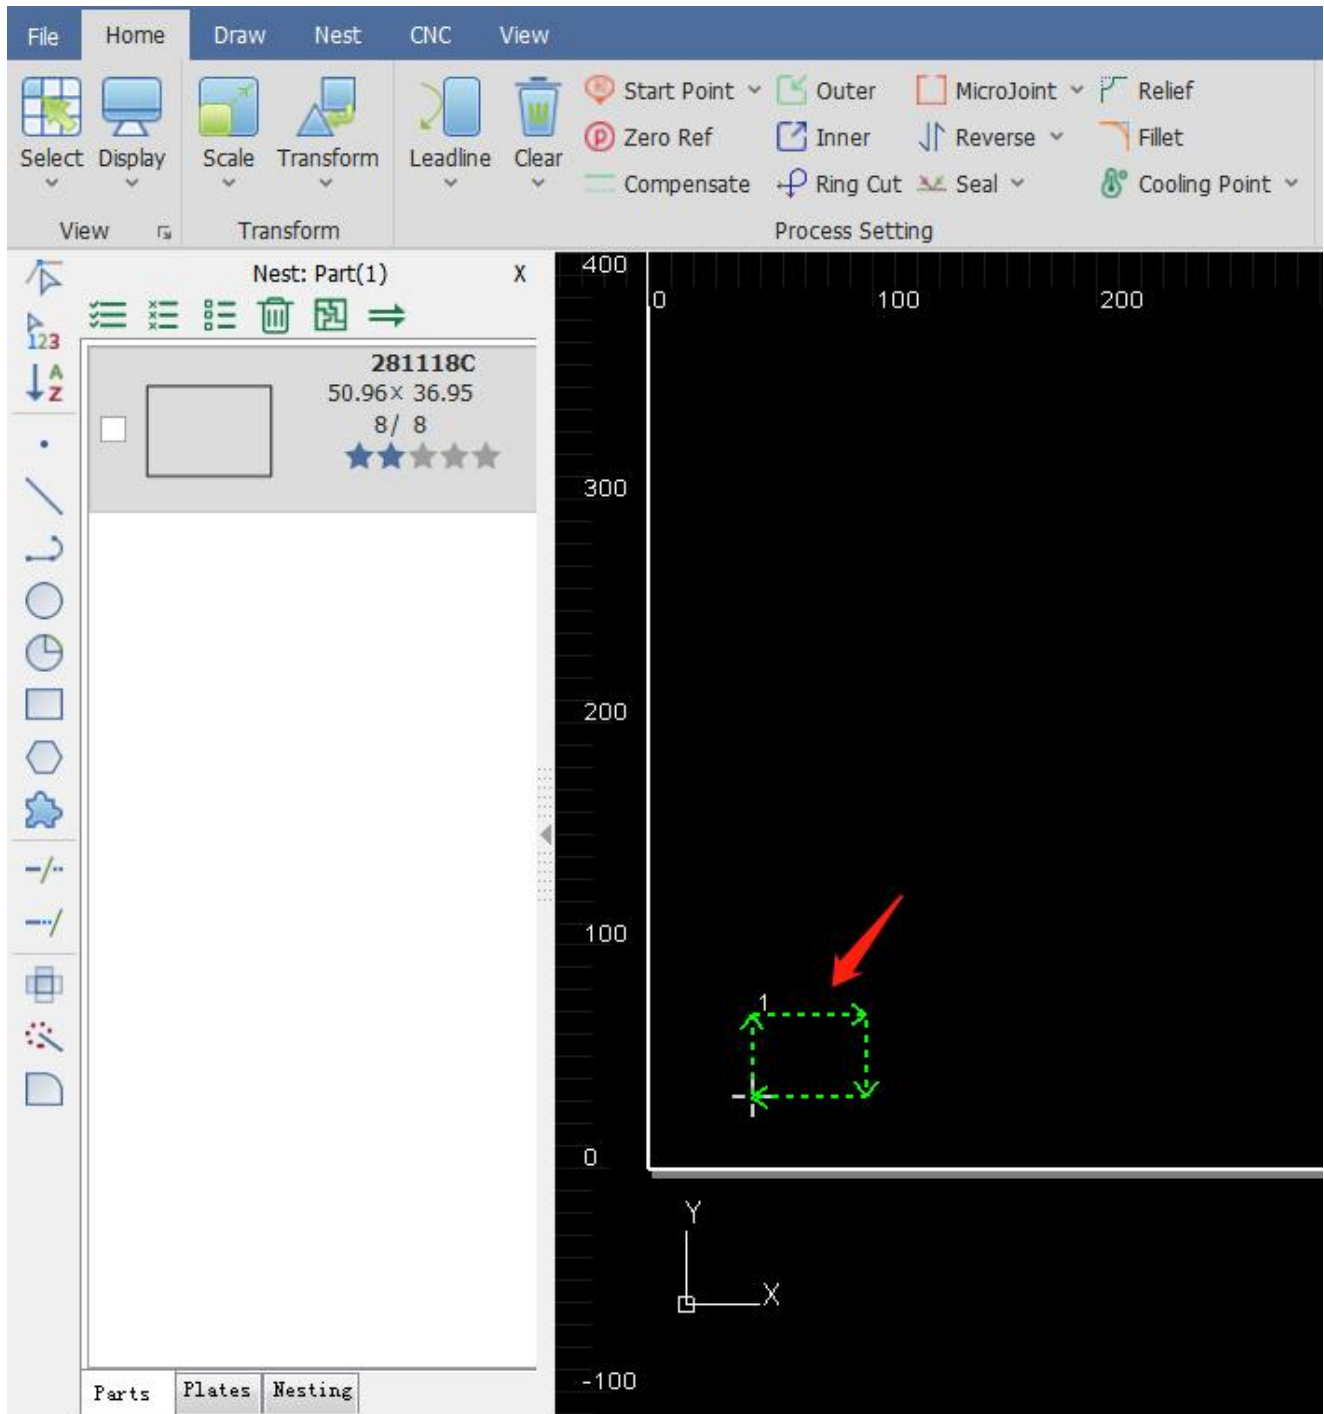 File Home Draw Nest CNC View
Start Point Outer MicroJoint Relief
Zero Ref Inner Reverse Fillet
Select Display Scale Transform Leadline Clear
Compensate Ring Cut Seal Cooling Point
View Transform Process Setting
Nest: Part(1) X
123
A
Z
281118C
50.96× 36.95
8/ 8
400
0 100 200
300
200
100
1
0
Y
X
-100
Parts Plates Nesting